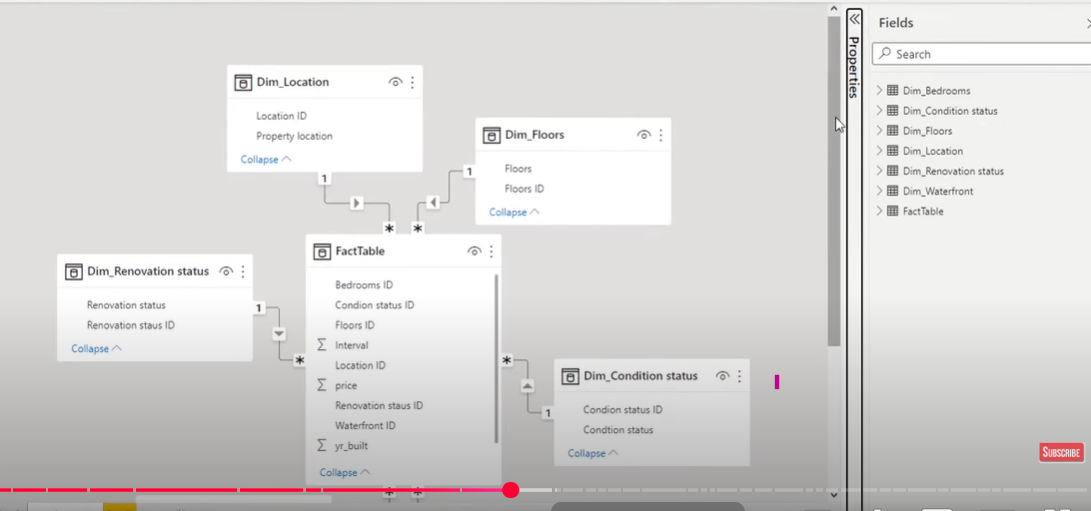 Dim_Location
Location ID
Property location
Collapse
1
Dim_Floors
Floors
Floors ID
Collapse
1
*
*
Dim_Renovation status
Renovation status
Renovation staus ID
Collapse
1
*
FactTable
Bedrooms ID
Condion status ID
Floors ID
Σ Interval
Location ID
Σ price
Renovation staus ID
Waterfront ID
Σ yr_built
Collapse
*
*
*
Dim_Condition status
Condion status ID
Condtion status
Collapse
1
Properties
Fields
Search
Dim_Bedrooms
Dim_Condition status
Dim_Floors
Dim_Location
Dim_Renovation status
Dim_Waterfront
FactTable
SUBSCRIBE